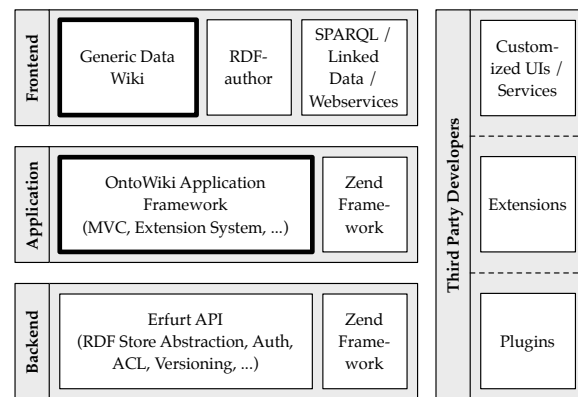 Frontend
Generic Data
Wiki
RDF-
author
SPARQL /
Linked
Data /
Webservices
Application
OntoWiki Application
Framework
(MVC, Extension System, ...)
Zend
Frame-
work
Backend
Erfurt API
(RDF Store Abstraction, Auth,
ACL, Versioning, ...)
Zend
Frame-
work
Third Party Developers
Custom-
ized UIs /
Services
Extensions
Plugins